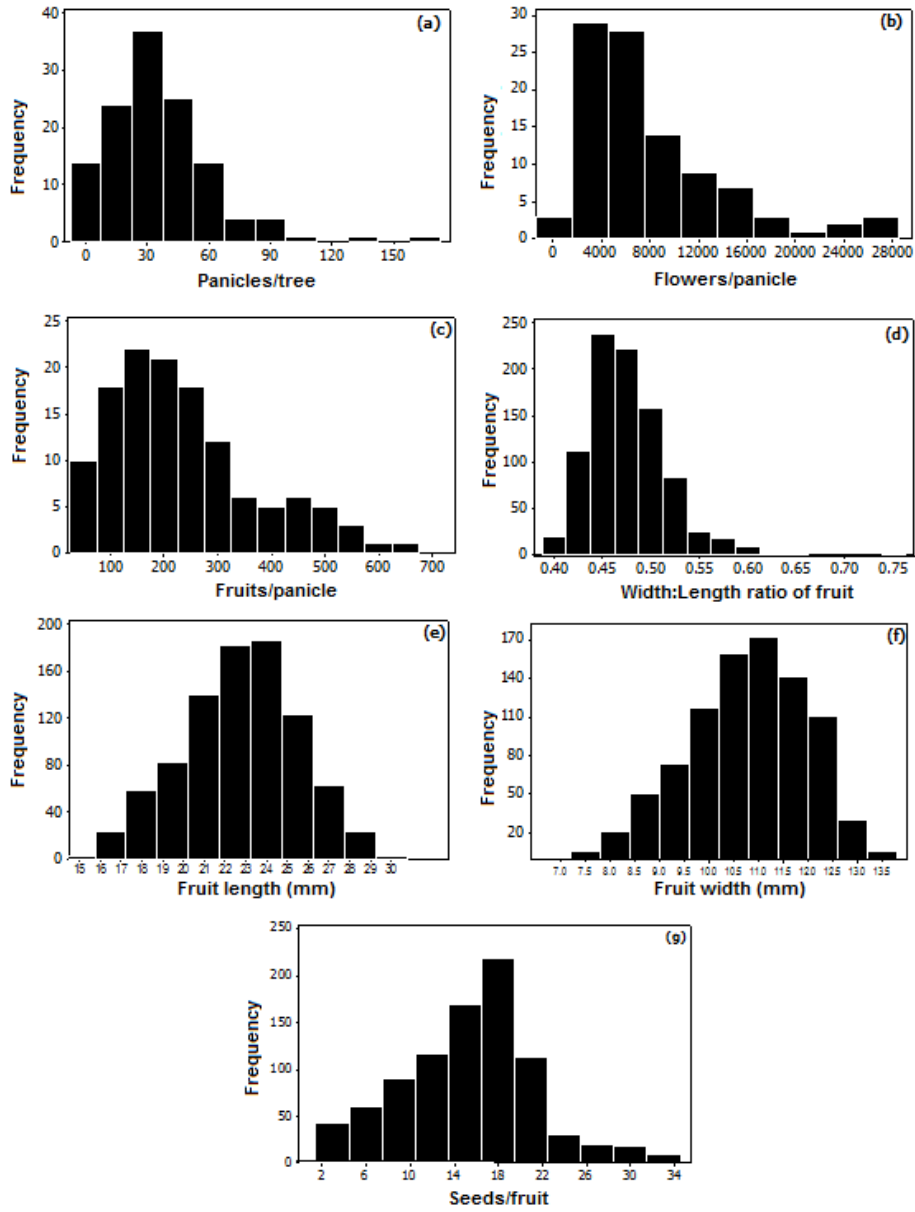 (a)
Frequency
40
30
20
10
0
0 30 60 90 120 150
Panicles/tree
(b)
Frequency
30
25
20
15
10
5
0
0 4000 8000 12000 16000 20000 24000 28000
Flowers/panicle
(c)
Frequency
25
20
15
10
5
0
100 200 300 400 500 600 700
Fruits/panicle
(d)
Frequency
250
200
150
100
50
0
0.40 0.45 0.50 0.55 0.60 0.65 0.70 0.75
Width:Length ratio of fruit
(e)
Frequency
200
160
120
80
40
0
15 16 17 18 19 20 21 22 23 24 25 26 27 28 29 30
Fruit length (mm)
(f)
Frequency
170
140
110
80
50
20
7.0 7.5 8.0 8.5 9.0 9.5 10.0 10.5 11.0 11.5 12.0 12.5 13.0 13.5
Fruit width (mm)
(g)
Frequency
250
200
150
100
50
0
2 6 10 14 18 22 26 30 34
Seeds/fruit